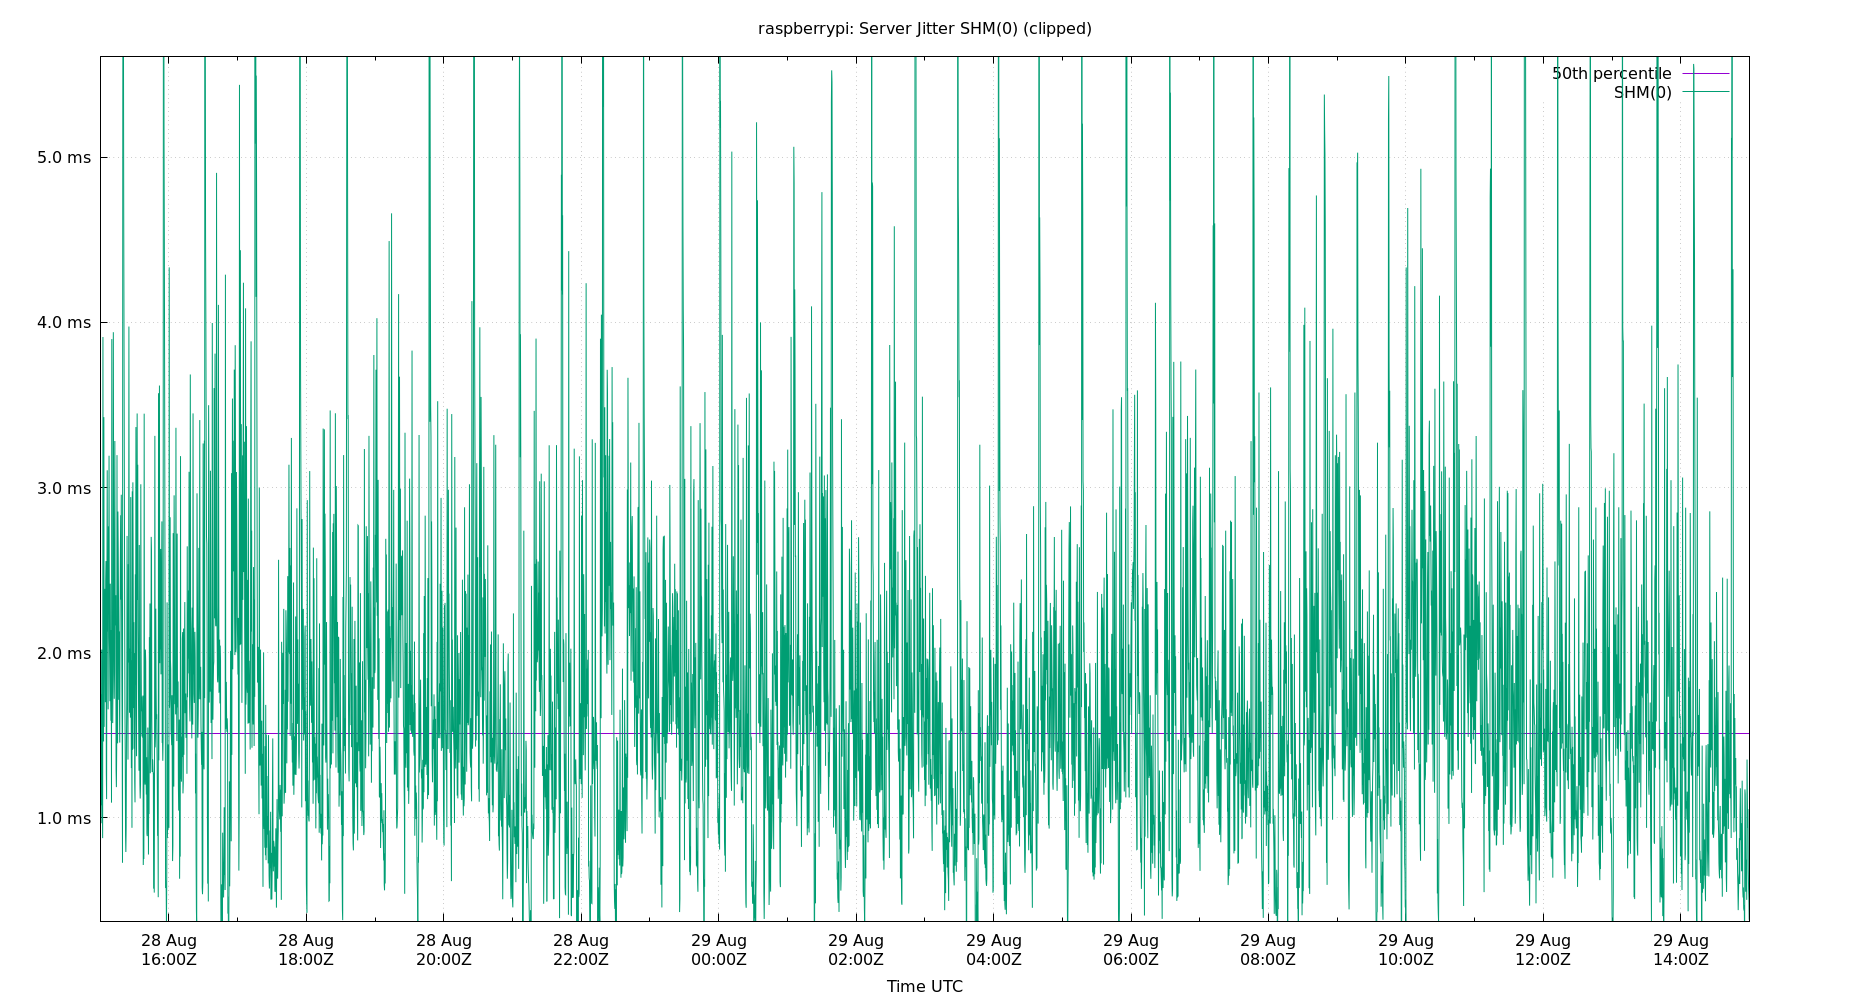 raspberrypi: Server Jitter SHM(0) (clipped)
50th percentile
SHM(0)
5.0 ms
4.0 ms
3.0 ms
2.0 ms
1.0 ms
28 Aug 28 Aug 28 Aug 28 Aug 29 Aug 29 Aug 29 Aug 29 Aug 29 Aug 29 Aug 29 Aug 29 Aug
16:00Z 18:00Z 20:00Z 22:00Z 00:00Z 02:00Z 04:00Z 06:00Z 08:00Z 10:00Z 12:00Z 14:00Z
Time UTC